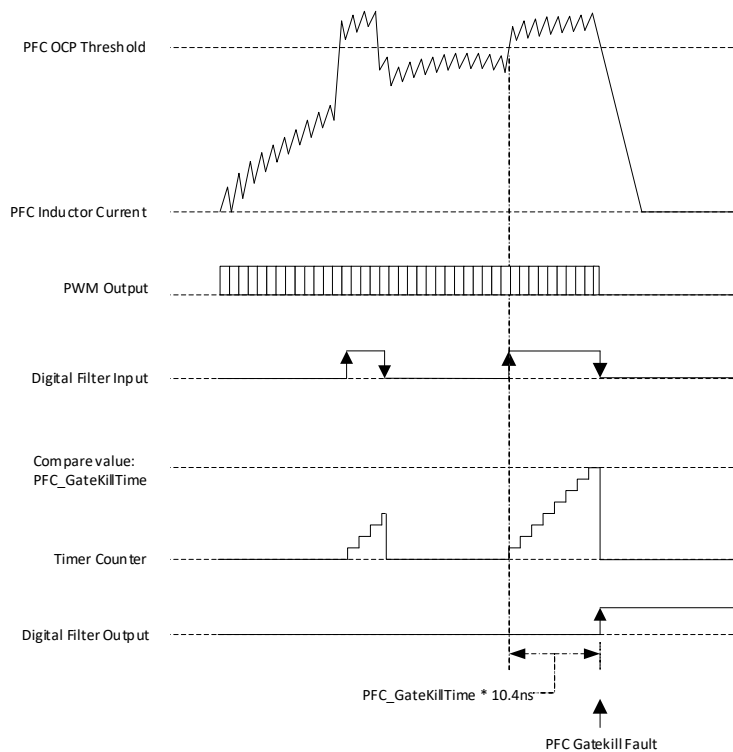 PFC OCP Threshold
PFC Inductor Current
PWM Output
Digital Filter Input
Compare value:
PFC_GateKillTime
Timer Counter
Digital Filter Output
PFC_GateKillTime * 10.4ns
PFC Gatekill Fault